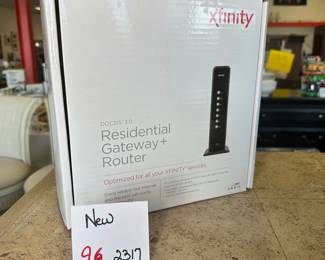 xfinity
DOCSIS 3.0
Residential
Gateway+
Router
Optimized for all your XFINITY services
New
96 2317